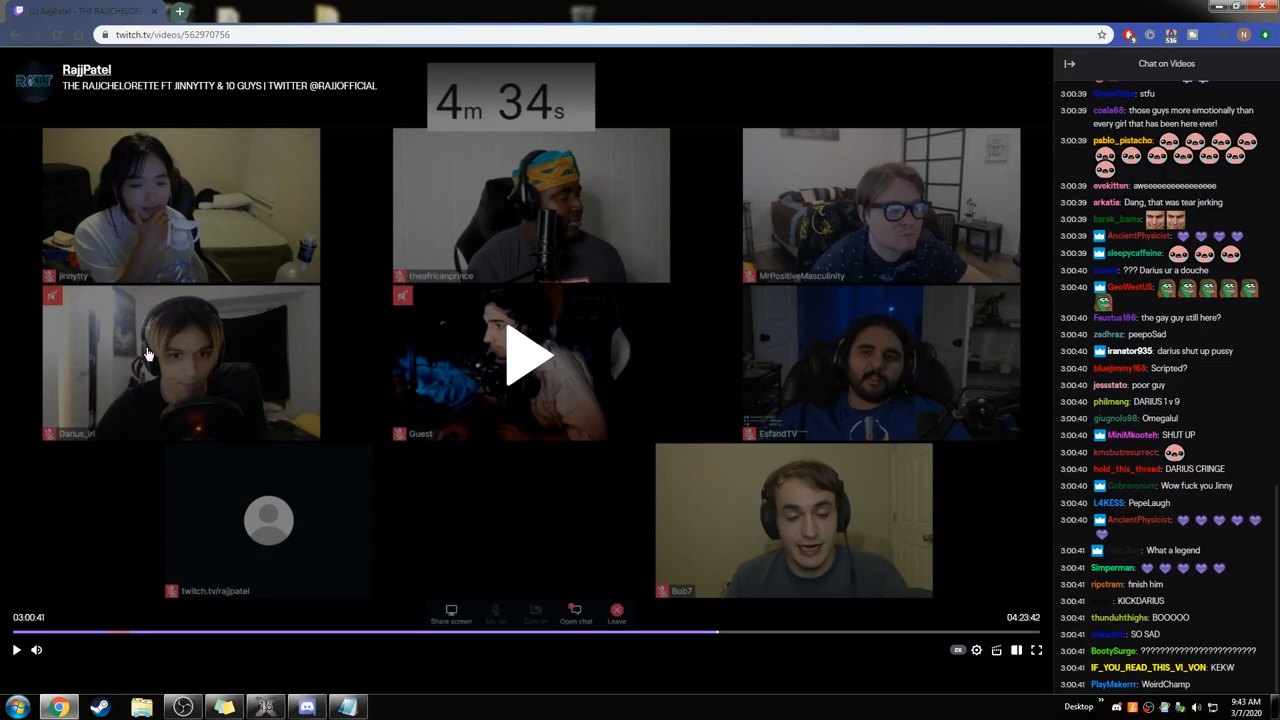 (1) RajjPatel - THE RAJJCHELORET
twitch.tv/videos/562970756
RajjPatel
THE RAJJCHELORETTE FT JINNYTTY & 10 GUYS | TWITTER @RAJJOFFICIAL
4m 34s
jinnytty
theafricanprince
MrPositiveMasculinity
Darius_irl
Guest
EsfandTV
twitch.tv/rajjpatel
Bob7
Share screen
Open chat
Leave
03:00:41
04:23:42
2X
Chat on Videos
3:00:39 stfu
3:00:39 coala68: those guys more emotionally than
every girl that has been here ever!
3:00:39 pablo_pistacho:
3:00:39 evekitten: aweeeeeeeeeeeeeee
3:00:39 arkatia: Dang, that was tear jerking
3:00:39 barak_bams:
3:00:39 AncientPhysicist:
3:00:39 sleepycaffeine:
3:00:40 ??? Darius ur a douche
3:00:40 GeoWestUS:
3:00:40 Faustus186: the gay guy still here?
3:00:40 zadhraz: peepoSad
3:00:40 iranator935: darius shut up pussy
3:00:40 bluejimmy168: Scripted?
3:00:40 jessstato: poor guy
3:00:40 philmang: DARIUS 1 v 9
3:00:40 giugnolo98: Omegalul
3:00:40 MiniMkooteh: SHUT UP
3:00:40 kmsbutresurrect:
3:00:40 hold_this_thread: DARIUS CRINGE
3:00:40 Cobravenum: Wow fuck you Jinny
3:00:40 L4KESS: PepeLaugh
3:00:40 AncientPhysicist:
3:00:41 What a legend
3:00:41 Simperman:
3:00:41 ripstram: finish him
3:00:41 : KICKDARIUS
3:00:41 thunduhthighs: BOOOOO
3:00:41 SO SAD
3:00:41 BootySurge: ????????????????????????
3:00:41 IF_YOU_READ_THIS_VI_VON: KEKW
3:00:41 PlayMakerrr: WeirdChamp
Desktop
9:43 AM
3/7/2020